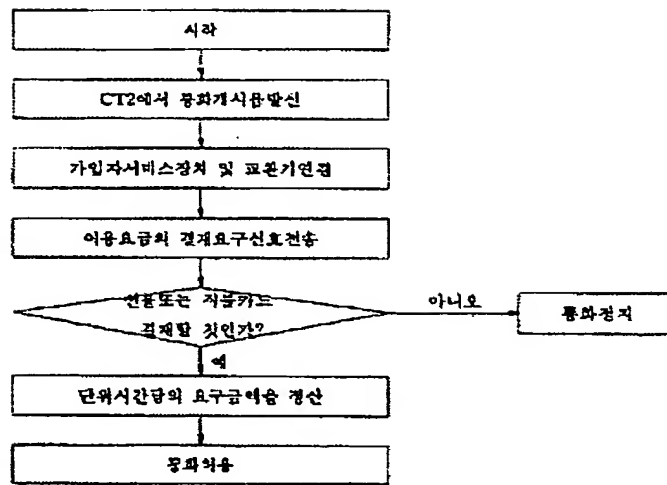 시작
CT2에서 통화개시음발신
가입자서비스장치 및 교환기연결
이용요금의 결재요구신호전송
선불또는 직불카드
결재할 것인가?
아니오
통화정지
예
단위시간당의 요구금액을 정산
통화허용